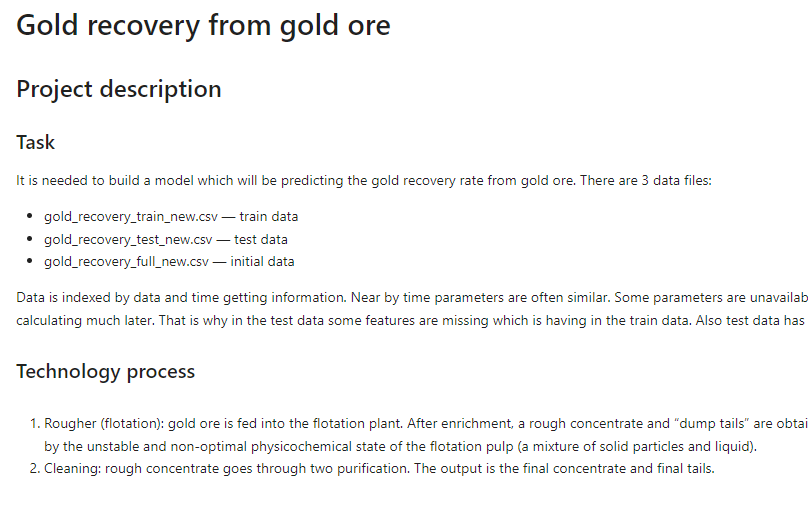 Gold recovery from gold ore
Project description
Task
It is needed to build a model which will be predicting the gold recovery rate from gold ore. There are 3 data files:
• gold_recovery_train_new.csv — train data
• gold_recovery_test_new.csv — test data
• gold_recovery_full_new.csv — initial data
Data is indexed by data and time getting information. Near by time parameters are often similar. Some parameters are
calculating much later. That is why in the test data some features are missing which is having in the train data. Also test data has
Technology process
1. Rougher (flotation): gold ore is fed into the flotation plant. After enrichment, a rough concentrate and “dump tails” are
by the unstable and non-optimal physicochemical state of the flotation pulp (a mixture of solid particles and liquid).
2. Cleaning: rough concentrate goes through two purification. The output is the final concentrate and final tails.